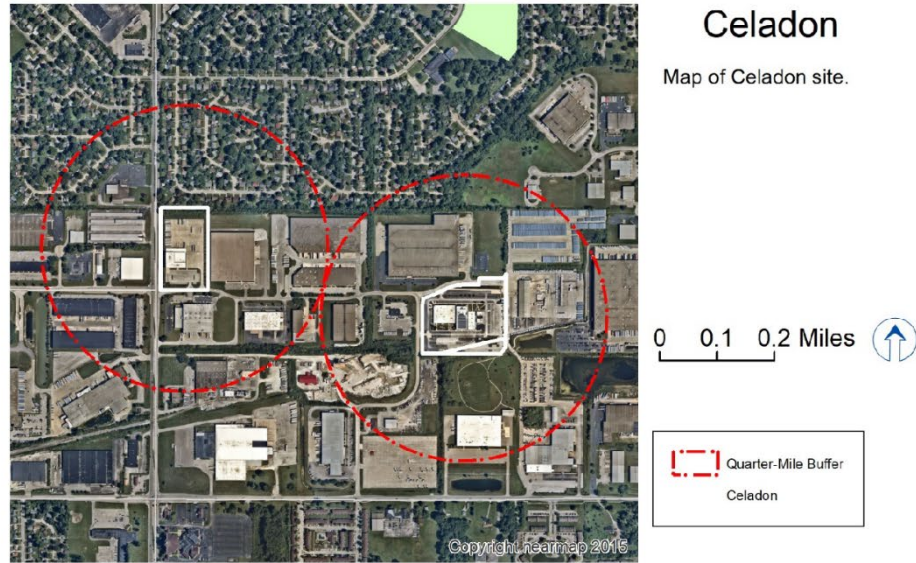 Celadon
Map of Celadon site.
0 0.1 0.2 Miles
Quarter-Mile Buffer
Celadon
Copyright nearmap 2015